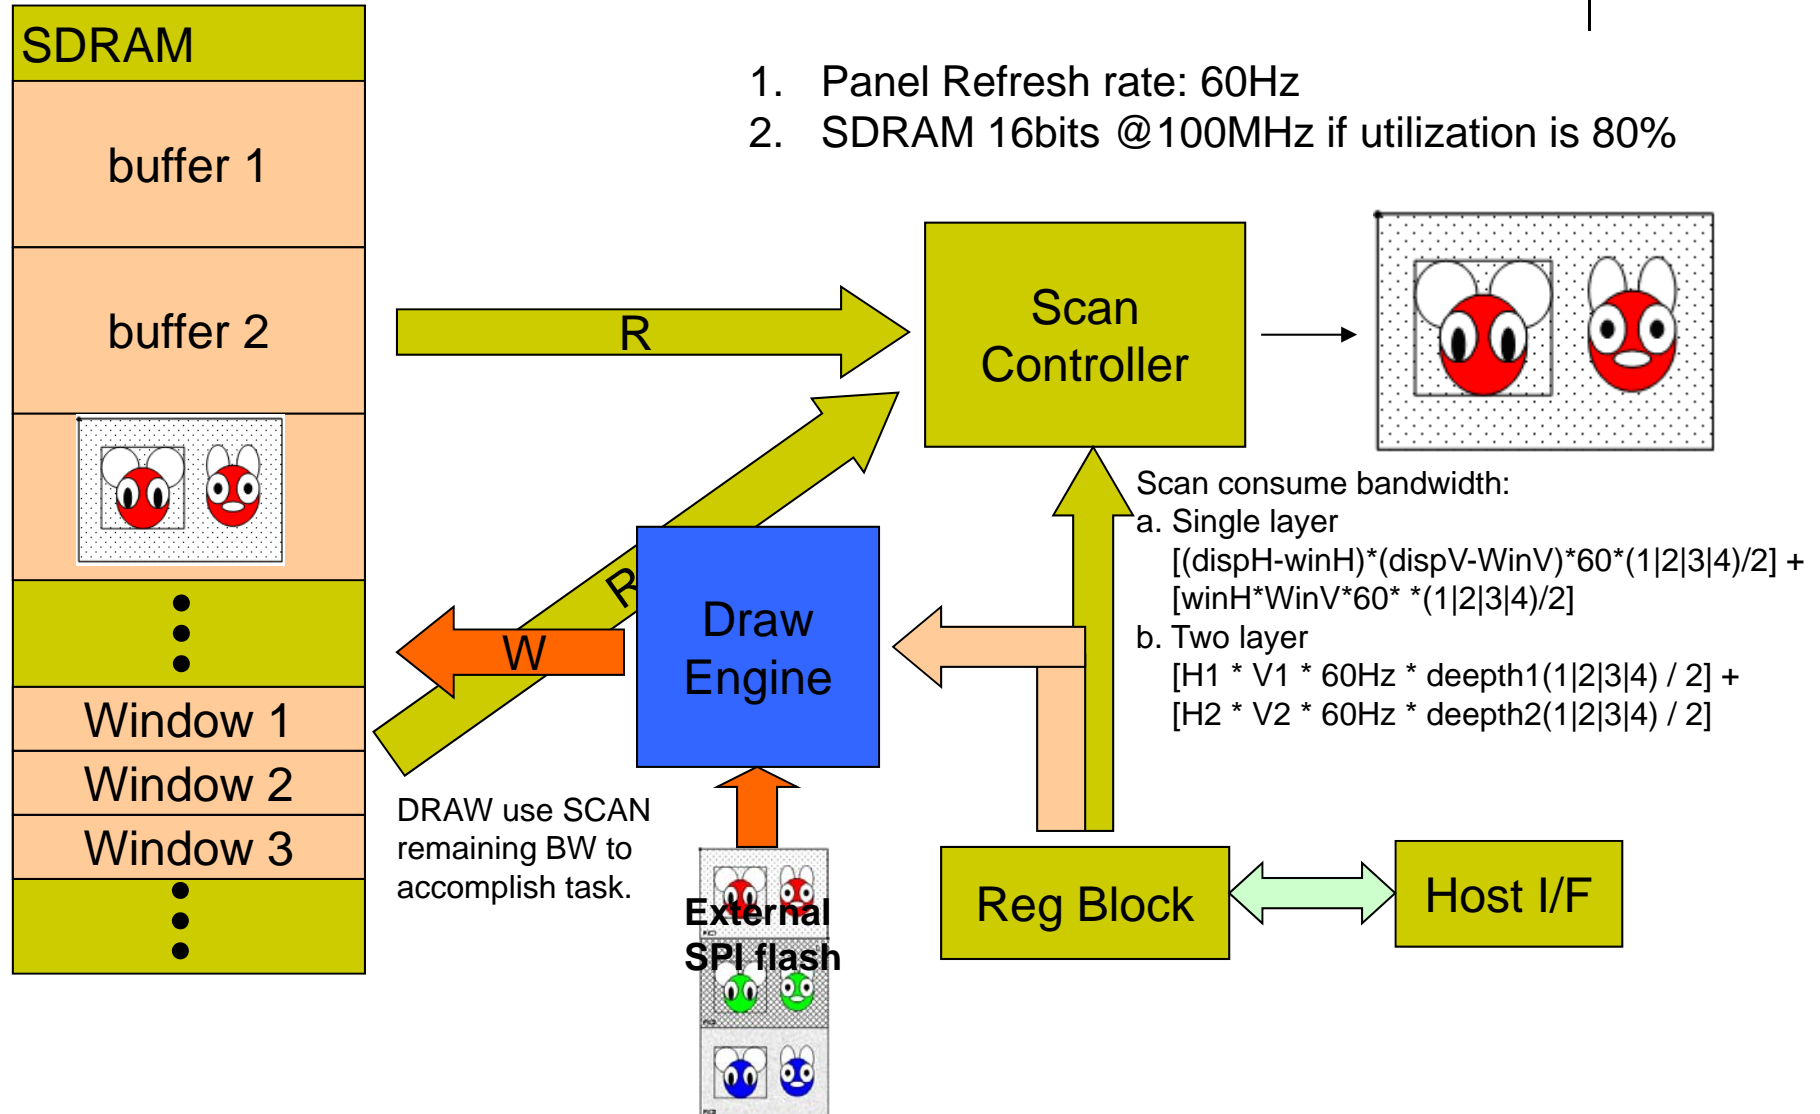 SDRAM
buffer 1
buffer 2
Window 1
Window 2
Window 3
1. Panel Refresh rate: 60Hz
2. SDRAM 16bits @100MHz if utilization is 80%
R
Scan
Controller
R
W
Draw
Engine
Scan consume bandwidth:
a. Single layer
[(dispH-winH)*(dispV-WinV)*60*(1|2|3|4)/2] +
[winH*WinV*60* *(1|2|3|4)/2]
b. Two layer
[H1 * V1 * 60Hz * deepth1(1|2|3|4) / 2] +
[H2 * V2 * 60Hz * deepth2(1|2|3|4) / 2]
DRAW use SCAN
remaining BW to
accomplish task.
External
SPI flash
Reg Block
Host I/F